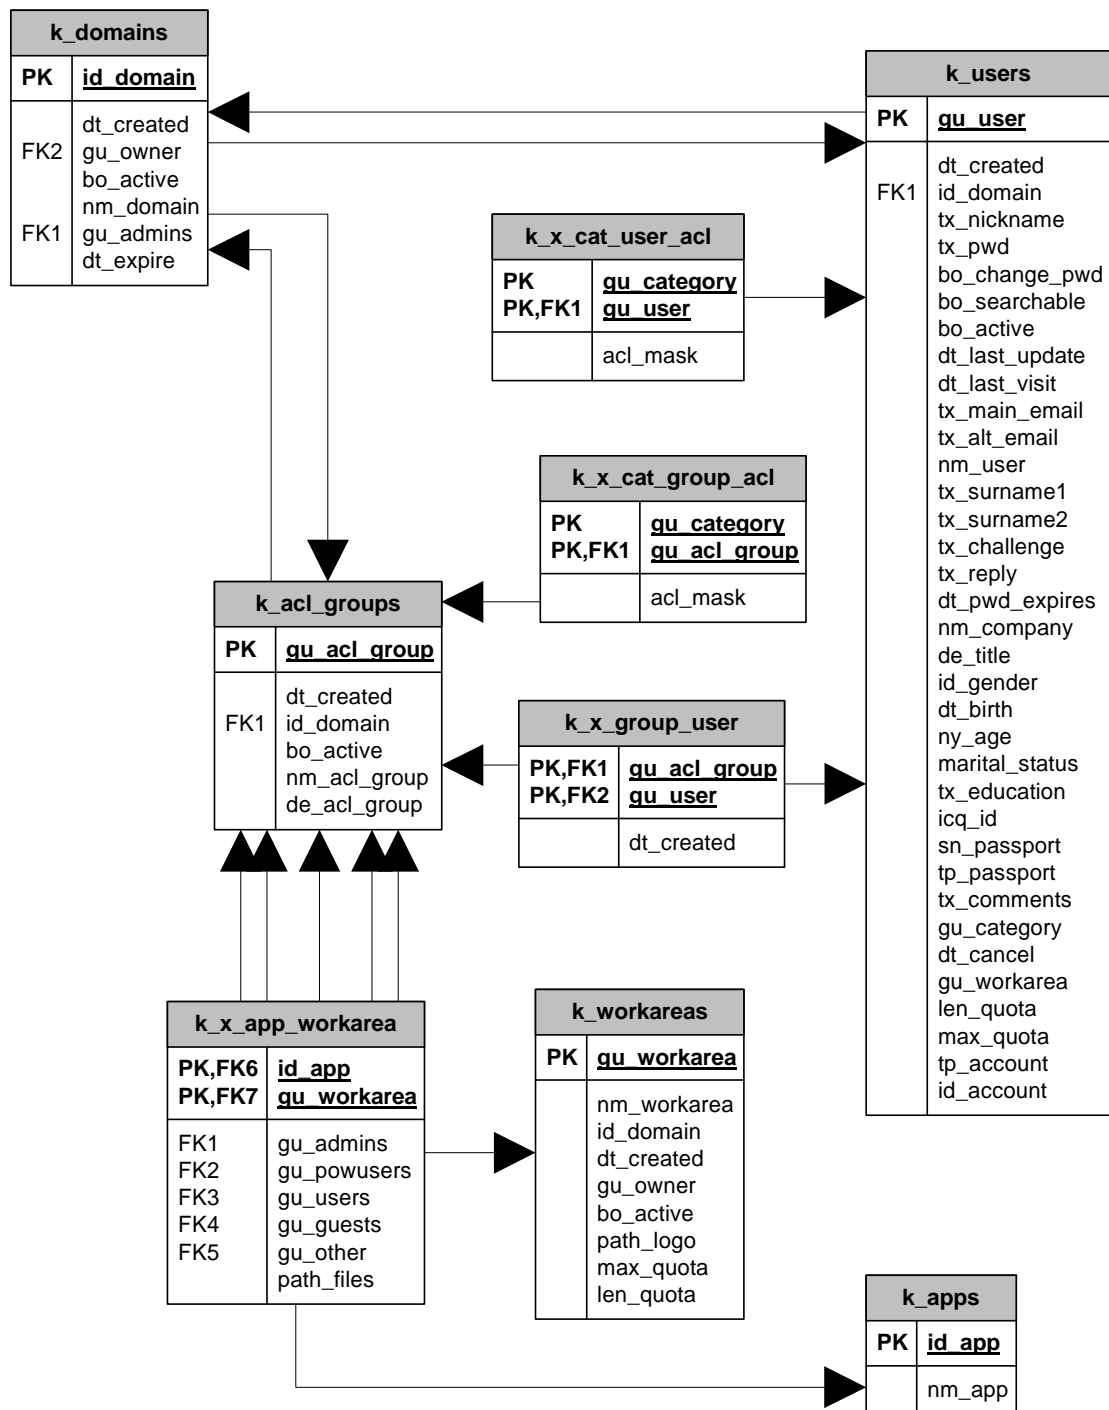 k_domains
PK id_domain
dt_created
FK2 gu_owner
bo_active
nm_domain
FK1 gu_admins
dt_expire
k_users
PK gu_user
dt_created
FK1 id_domain
tx_nickname
tx_pwd
bo_change_pwd
bo_searchable
bo_active
dt_last_update
dt_last_visit
tx_main_email
tx_alt_email
nm_user
tx_surname1
tx_surname2
tx_challenge
tx_reply
dt_pwd_expires
nm_company
de_title
id_gender
dt_birth
ny_age
marital_status
tx_education
icq_id
sn_passport
tp_passport
tx_comments
gu_category
dt_cancel
gu_workarea
len_quota
max_quota
tp_account
id_account
k_x_cat_user_acl
PK gu_category
PK,FK1 gu_user
acl_mask
k_x_cat_group_acl
PK gu_category
PK,FK1 gu_acl_group
acl_mask
k_acl_groups
PK gu_acl_group
dt_created
FK1 id_domain
bo_active
nm_acl_group
de_acl_group
k_x_group_user
PK,FK1 gu_acl_group
PK,FK2 gu_user
dt_created
k_x_app_workarea
PK,FK6 id_app
PK,FK7 gu_workarea
FK1 gu_admins
FK2 gu_powusers
FK3 gu_users
FK4 gu_guests
FK5 gu_other
path_files
k_workareas
PK gu_workarea
nm_workarea
id_domain
dt_created
gu_owner
bo_active
path_logo
max_quota
len_quota
k_apps
PK id_app
nm_app